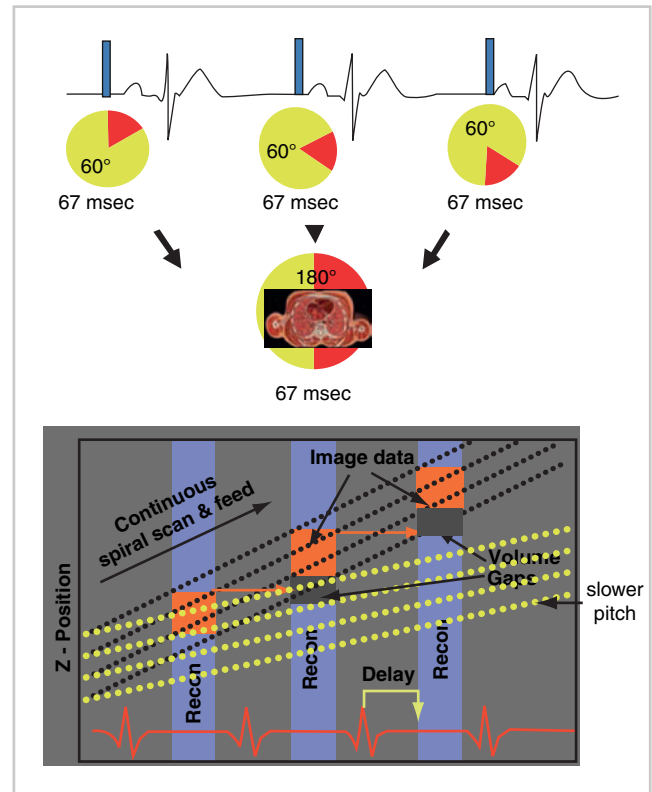 60°
60°
60°
67 msec
67 msec
67 msec
180°
67 msec
Image data
Continuous
spiral scan & feed
Volume
Gaps
slower
pitch
Z - Position
Recon
Recon
Recon
Delay